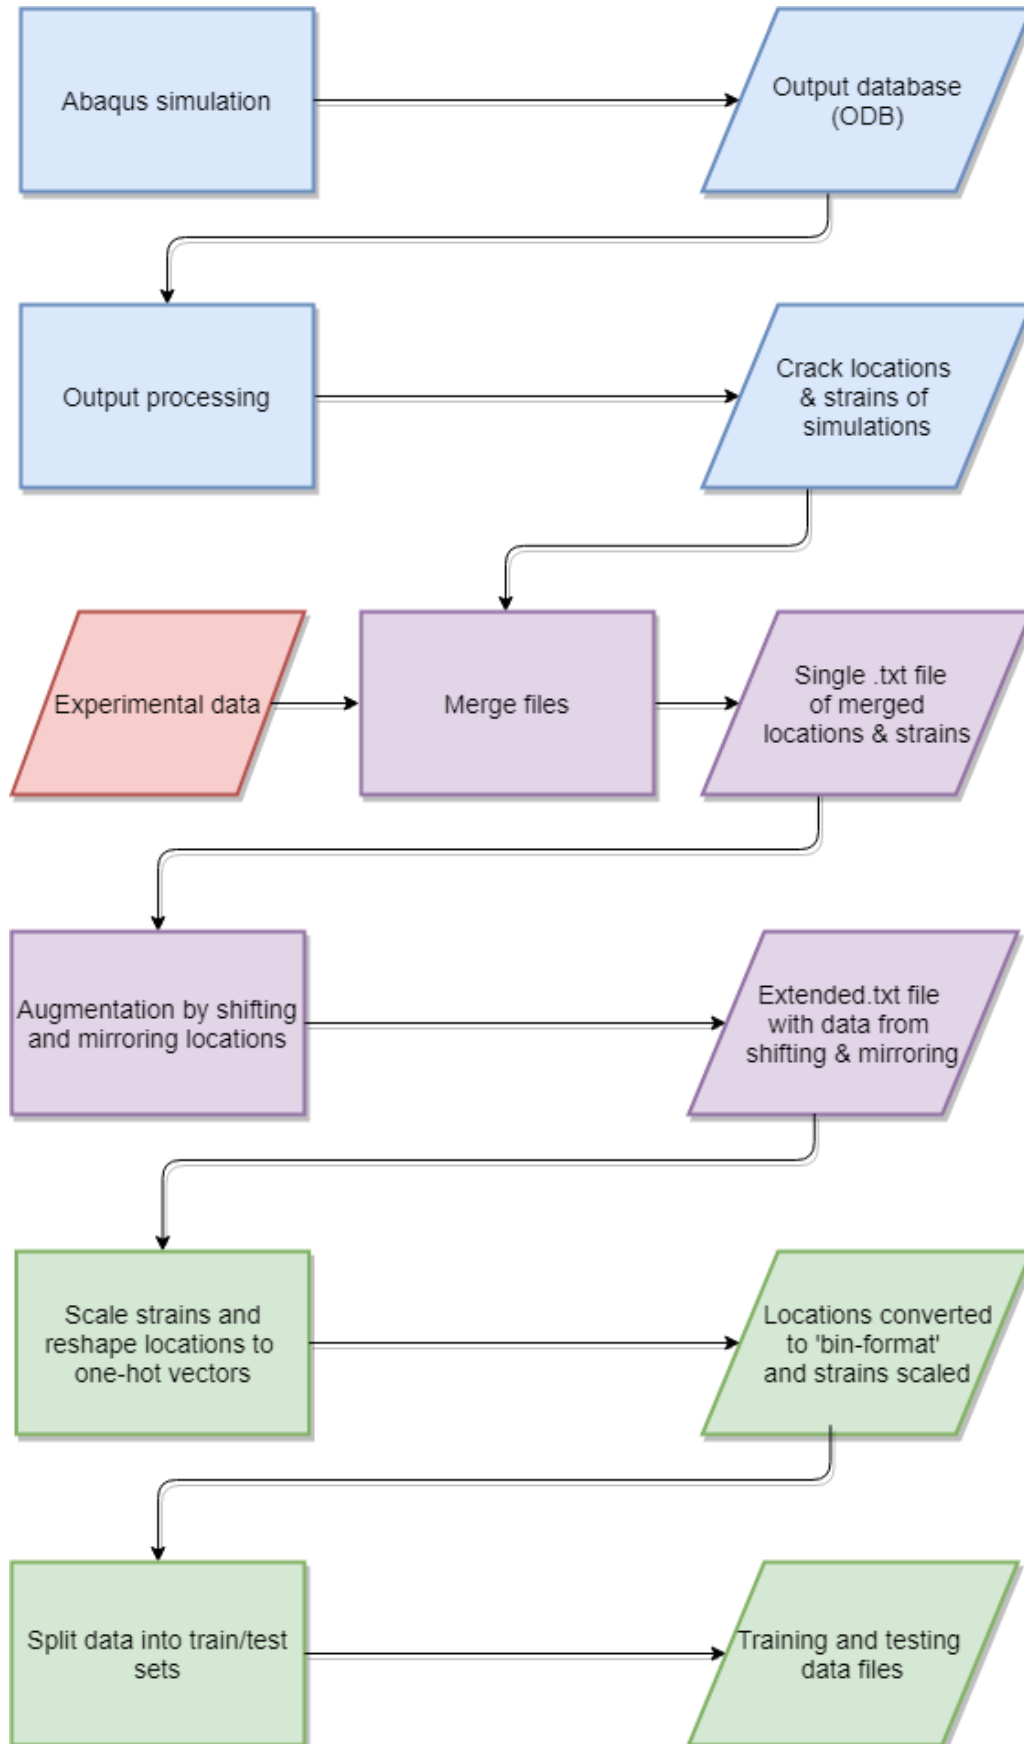 Abaqus simulation
Output database
(ODB)
Output processing
Crack locations
& strains of
simulations
Experimental data
Merge files
Single .txt file
of merged
locations & strains
Augmentation by shifting
and mirroring locations
Extended.txt file
with data from
shifting & mirroring
Scale strains and
reshape locations to
one-hot vectors
Locations converted
to 'bin-format'
and strains scaled
Split data into train/test
sets
Training and testing
data files